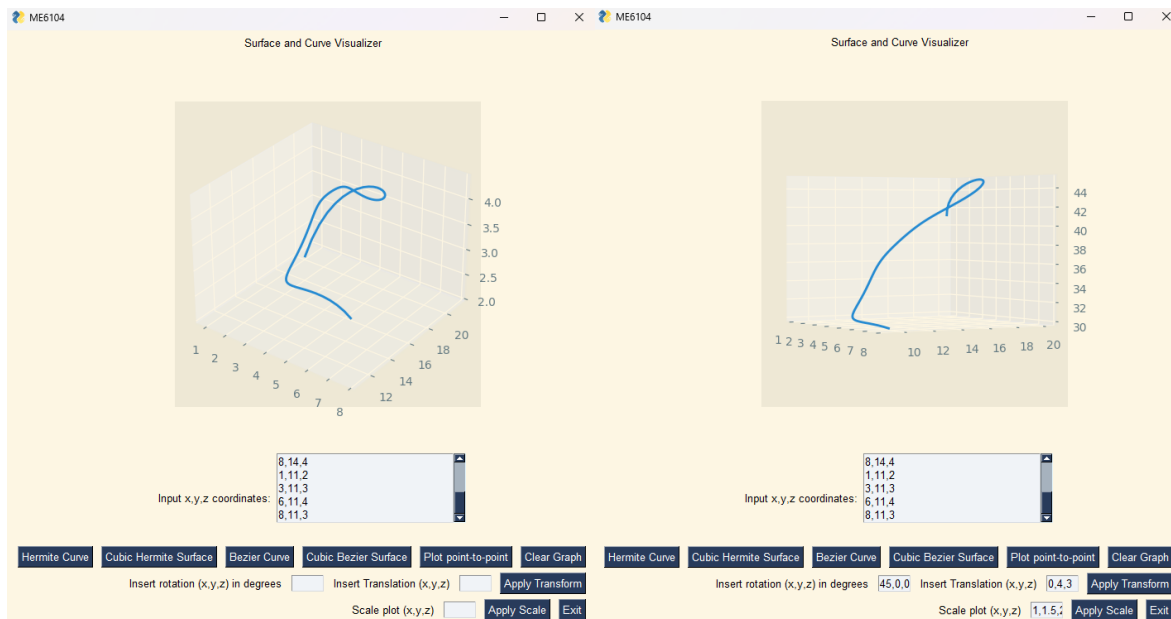 ME6104
Surface and Curve Visualizer
4.0
3.5
3.0
2.5
2.0
20
18
16
14
12
1
2
3
4
5
6
7
8
Input x,y,z coordinates:
8,14,4
1,11,2
3,11,3
6,11,4
8,11,3
Hermite Curve Cubic Hermite Surface Bezier Curve Cubic Bezier Surface Plot point-to-point Clear Graph
Insert rotation (x,y,z) in degrees Insert Translation (x,y,z) Apply Transform
Scale plot (x,y,z) Apply Scale Exit
ME6104
Surface and Curve Visualizer
44
42
40
38
36
34
32
30
1 2 3 4 5 6 7 8 10 12 14 16 18 20
Input x,y,z coordinates:
8,14,4
1,11,2
3,11,3
6,11,4
8,11,3
Hermite Curve Cubic Hermite Surface Bezier Curve Cubic Bezier Surface Plot point-to-point Clear Graph
Insert rotation (x,y,z) in degrees 45,0,0 Insert Translation (x,y,z) 0,4,3 Apply Transform
Scale plot (x,y,z) 1,1.5,2 Apply Scale Exit